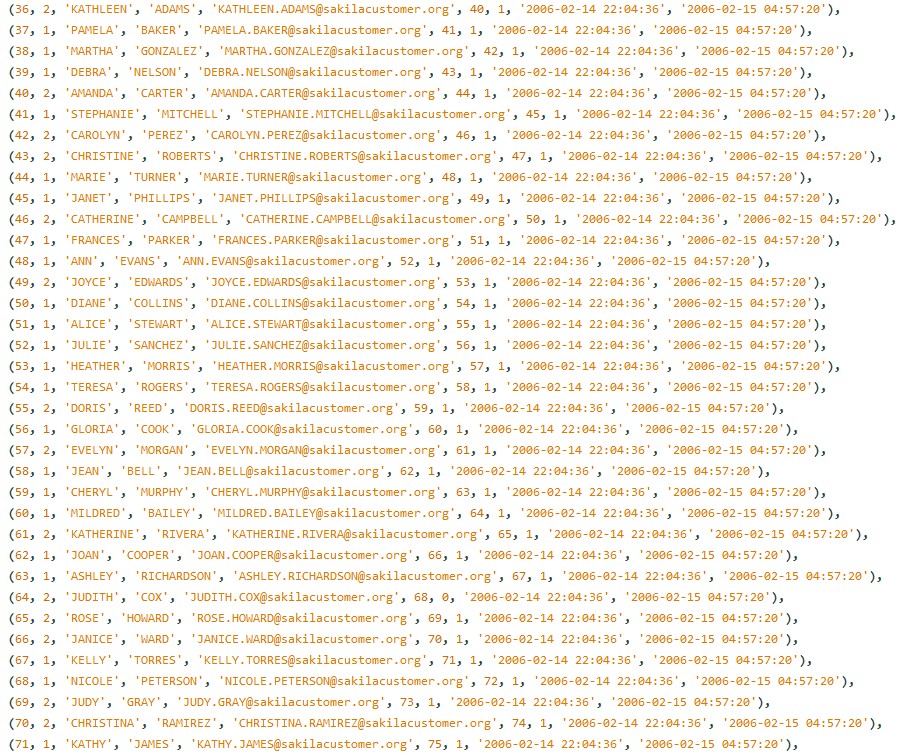 (36, 2, 'KATHLEEN', 'ADAMS', 'KATHLEEN.ADAMS@sakilacustomer.org', 40, 1, '2006-02-14 22:04:36', '2006-02-15 04:57:20'),
(37, 1, 'PAMELA', 'BAKER', 'PAMELA.BAKER@sakilacustomer.org', 41, 1, '2006-02-14 22:04:36', '2006-02-15 04:57:20'),
(38, 1, 'MARTHA', 'GONZALEZ', 'MARTHA.GONZALEZ@sakilacustomer.org', 42, 1, '2006-02-14 22:04:36', '2006-02-15 04:57:20'),
(39, 1, 'DEBRA', 'NELSON', 'DEBRA.NELSON@sakilacustomer.org', 43, 1, '2006-02-14 22:04:36', '2006-02-15 04:57:20'),
(40, 2, 'AMANDA', 'CARTER', 'AMANDA.CARTER@sakilacustomer.org', 44, 1, '2006-02-14 22:04:36', '2006-02-15 04:57:20'),
(41, 1, 'STEPHANIE', 'MITCHELL', 'STEPHANIE.MITCHELL@sakilacustomer.org', 45, 1, '2006-02-14 22:04:36', '2006-02-15 04:57:20'),
(42, 2, 'CAROLYN', 'PEREZ', 'CAROLYN.PEREZ@sakilacustomer.org', 46, 1, '2006-02-14 22:04:36', '2006-02-15 04:57:20'),
(43, 2, 'CHRISTINE', 'ROBERTS', 'CHRISTINE.ROBERTS@sakilacustomer.org', 47, 1, '2006-02-14 22:04:36', '2006-02-15 04:57:20'),
(44, 1, 'MARIE', 'TURNER', 'MARIE.TURNER@sakilacustomer.org', 48, 1, '2006-02-14 22:04:36', '2006-02-15 04:57:20'),
(45, 1, 'JANET', 'PHILLIPS', 'JANET.PHILLIPS@sakilacustomer.org', 49, 1, '2006-02-14 22:04:36', '2006-02-15 04:57:20'),
(46, 2, 'CATHERINE', 'CAMPBELL', 'CATHERINE.CAMPBELL@sakilacustomer.org', 50, 1, '2006-02-14 22:04:36', '2006-02-15 04:57:20'),
(47, 1, 'FRANCES', 'PARKER', 'FRANCES.PARKER@sakilacustomer.org', 51, 1, '2006-02-14 22:04:36', '2006-02-15 04:57:20'),
(48, 1, 'ANN', 'EVANS', 'ANN.EVANS@sakilacustomer.org', 52, 1, '2006-02-14 22:04:36', '2006-02-15 04:57:20'),
(49, 2, 'JOYCE', 'EDWARDS', 'JOYCE.EDWARDS@sakilacustomer.org', 53, 1, '2006-02-14 22:04:36', '2006-02-15 04:57:20'),
(50, 1, 'DIANE', 'COLLINS', 'DIANE.COLLINS@sakilacustomer.org', 54, 1, '2006-02-14 22:04:36', '2006-02-15 04:57:20'),
(51, 1, 'ALICE', 'STEWART', 'ALICE.STEWART@sakilacustomer.org', 55, 1, '2006-02-14 22:04:36', '2006-02-15 04:57:20'),
(52, 1, 'JULIE', 'SANCHEZ', 'JULIE.SANCHEZ@sakilacustomer.org', 56, 1, '2006-02-14 22:04:36', '2006-02-15 04:57:20'),
(53, 1, 'HEATHER', 'MORRIS', 'HEATHER.MORRIS@sakilacustomer.org', 57, 1, '2006-02-14 22:04:36', '2006-02-15 04:57:20'),
(54, 1, 'TERESA', 'ROGERS', 'TERESA.ROGERS@sakilacustomer.org', 58, 1, '2006-02-14 22:04:36', '2006-02-15 04:57:20'),
(55, 2, 'DORIS', 'REED', 'DORIS.REED@sakilacustomer.org', 59, 1, '2006-02-14 22:04:36', '2006-02-15 04:57:20'),
(56, 1, 'GLORIA', 'COOK', 'GLORIA.COOK@sakilacustomer.org', 60, 1, '2006-02-14 22:04:36', '2006-02-15 04:57:20'),
(57, 2, 'EVELYN', 'MORGAN', 'EVELYN.MORGAN@sakilacustomer.org', 61, 1, '2006-02-14 22:04:36', '2006-02-15 04:57:20'),
(58, 1, 'JEAN', 'BELL', 'JEAN.BELL@sakilacustomer.org', 62, 1, '2006-02-14 22:04:36', '2006-02-15 04:57:20'),
(59, 1, 'CHERYL', 'MURPHY', 'CHERYL.MURPHY@sakilacustomer.org', 63, 1, '2006-02-14 22:04:36', '2006-02-15 04:57:20'),
(60, 1, 'MILDRED', 'BAILEY', 'MILDRED.BAILEY@sakilacustomer.org', 64, 1, '2006-02-14 22:04:36', '2006-02-15 04:57:20'),
(61, 2, 'KATHERINE', 'RIVERA', 'KATHERINE.RIVERA@sakilacustomer.org', 65, 1, '2006-02-14 22:04:36', '2006-02-15 04:57:20'),
(62, 1, 'JOAN', 'COOPER', 'JOAN.COOPER@sakilacustomer.org', 66, 1, '2006-02-14 22:04:36', '2006-02-15 04:57:20'),
(63, 1, 'ASHLEY', 'RICHARDSON', 'ASHLEY.RICHARDSON@sakilacustomer.org', 67, 1, '2006-02-14 22:04:36', '2006-02-15 04:57:20'),
(64, 2, 'JUDITH', 'COX', 'JUDITH.COX@sakilacustomer.org', 68, 0, '2006-02-14 22:04:36', '2006-02-15 04:57:20'),
(65, 2, 'ROSE', 'HOWARD', 'ROSE.HOWARD@sakilacustomer.org', 69, 1, '2006-02-14 22:04:36', '2006-02-15 04:57:20'),
(66, 2, 'JANICE', 'WARD', 'JANICE.WARD@sakilacustomer.org', 70, 1, '2006-02-14 22:04:36', '2006-02-15 04:57:20'),
(67, 1, 'KELLY', 'TORRES', 'KELLY.TORRES@sakilacustomer.org', 71, 1, '2006-02-14 22:04:36', '2006-02-15 04:57:20'),
(68, 1, 'NICOLE', 'PETERSON', 'NICOLE.PETERSON@sakilacustomer.org', 72, 1, '2006-02-14 22:04:36', '2006-02-15 04:57:20'),
(69, 2, 'JUDY', 'GRAY', 'JUDY.GRAY@sakilacustomer.org', 73, 1, '2006-02-14 22:04:36', '2006-02-15 04:57:20'),
(70, 2, 'CHRISTINA', 'RAMIREZ', 'CHRISTINA.RAMIREZ@sakilacustomer.org', 74, 1, '2006-02-14 22:04:36', '2006-02-15 04:57:20'),
(71, 1, 'KATHY', 'JAMES', 'KATHY.JAMES@sakilacustomer.org', 75, 1, '2006-02-14 22:04:36', '2006-02-15 04:57:20'),